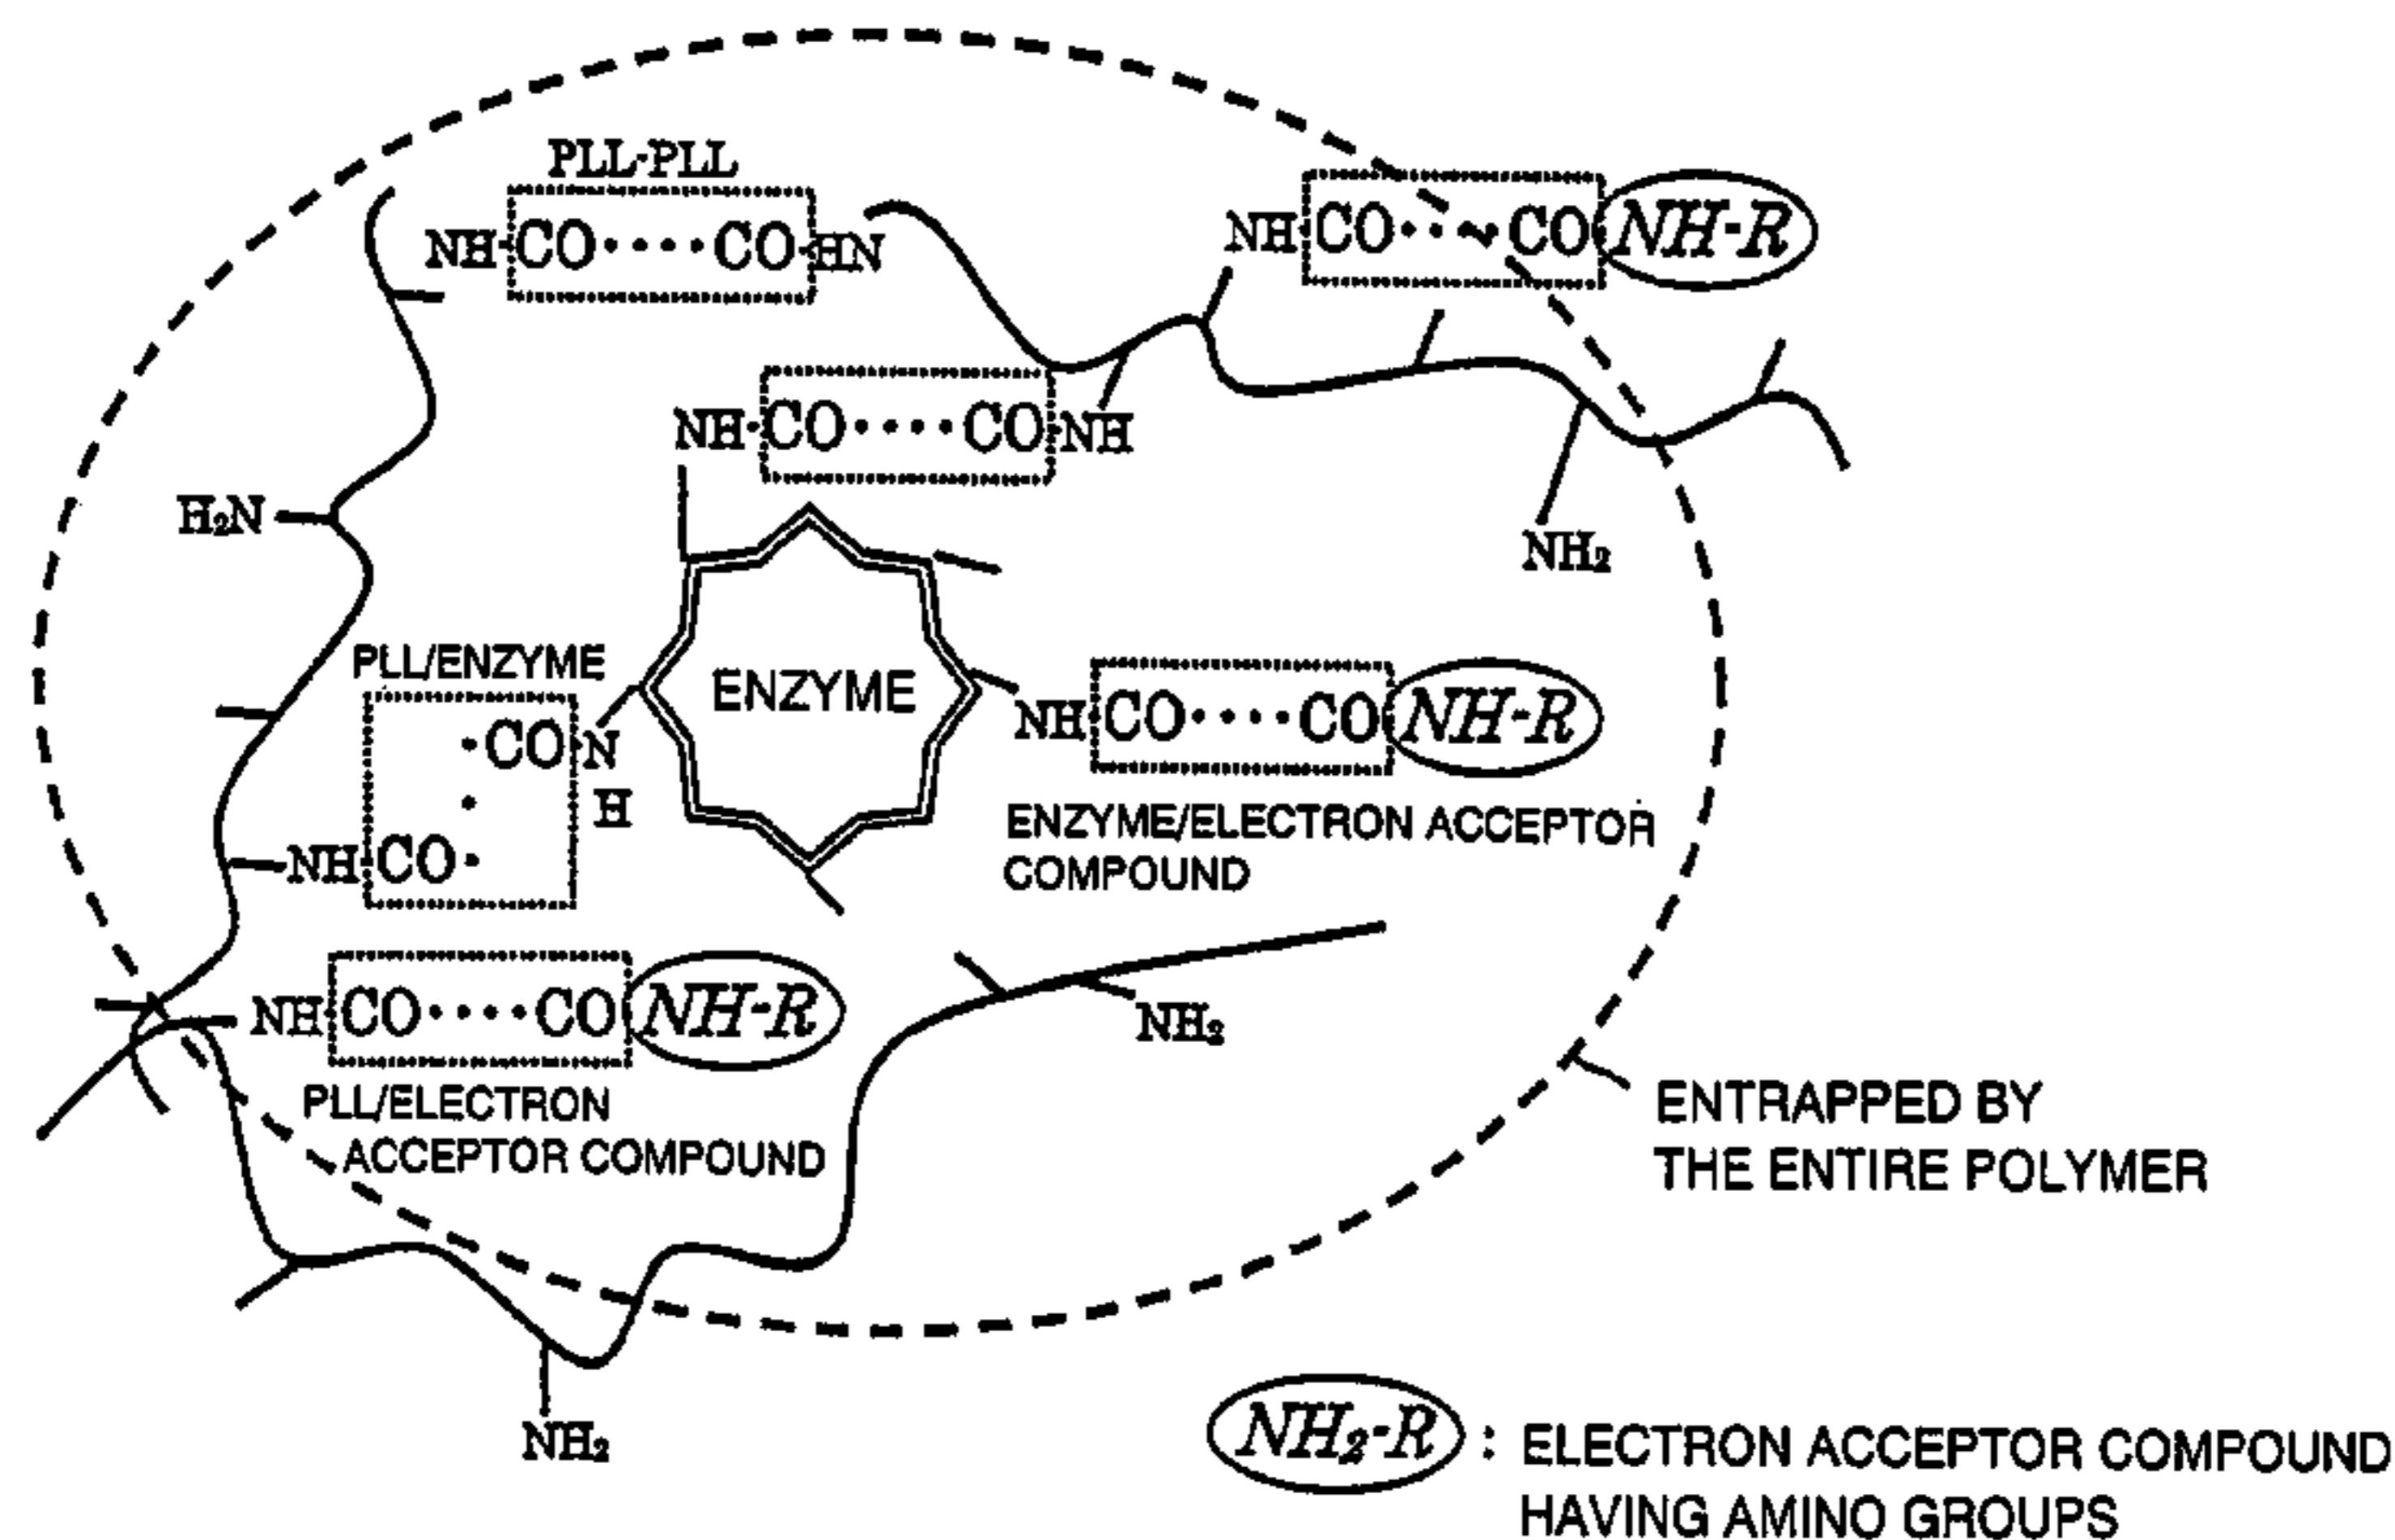 PLL-PLL
NH-CO····CO-HN
NH-CO····CO NH-R
NH-CO····CO-NH
H₂N
NH₂
PLL/ENZYME
ENZYME
·CO-N
H
·
NH-CO·
NH-CO····CO NH-R
ENZYME/ELECTRON ACCEPTOR
COMPOUND
NH-CO····CO NH-R
NH₂
PLL/ELECTRON
ACCEPTOR COMPOUND
ENTRAPPED BY
THE ENTIRE POLYMER
NH₂
NH₂-R : ELECTRON ACCEPTOR COMPOUND
HAVING AMINO GROUPS